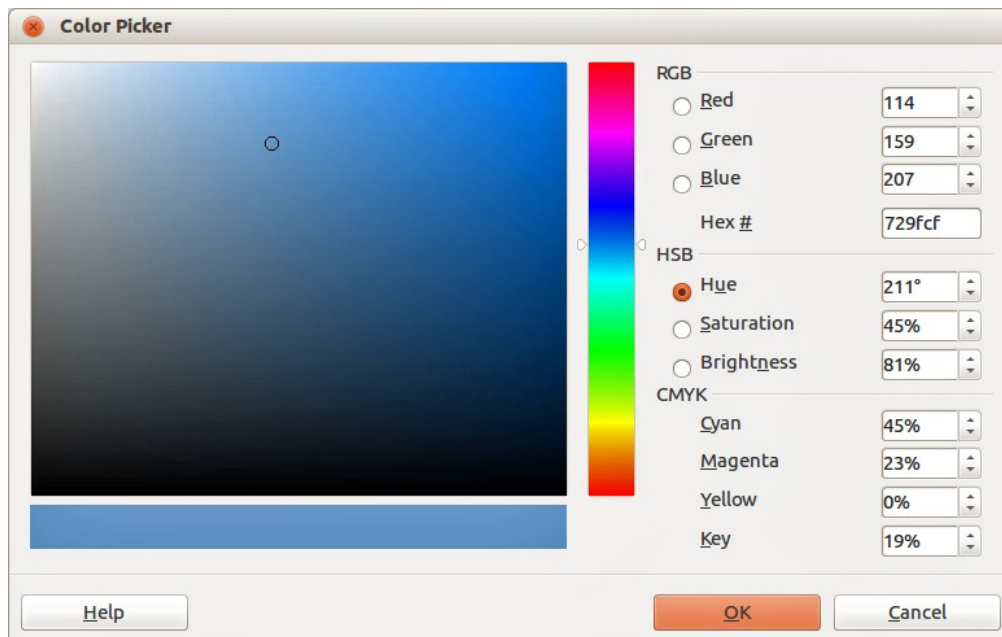 Color Picker
RGB
Red 114
Green 159
Blue 207
Hex # 729fcf
HSB
Hue 211°
Saturation 45%
Brightness 81%
CMYK
Cyan 45%
Magenta 23%
Yellow 0%
Key 19%
Help OK Cancel